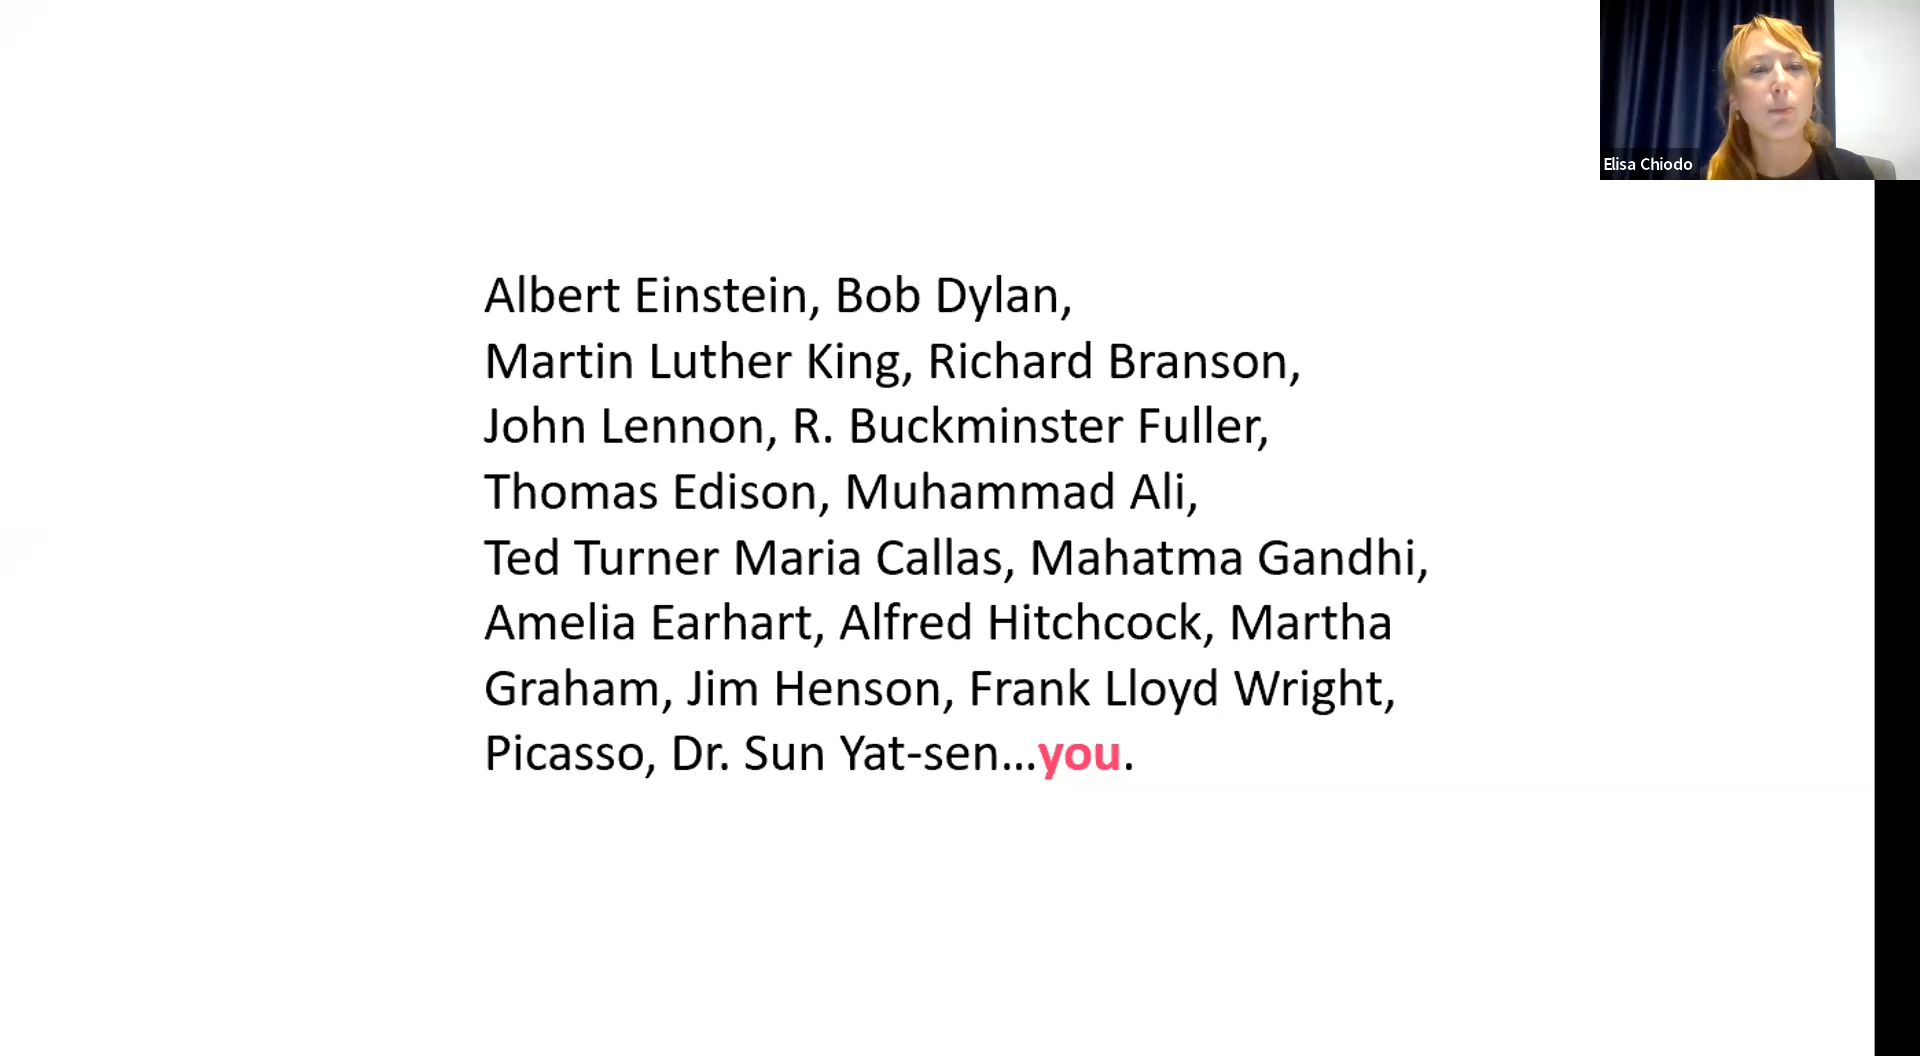 Elisa Chiodo
Albert Einstein, Bob Dylan,
Martin Luther King, Richard Branson,
John Lennon, R. Buckminster Fuller,
Thomas Edison, Muhammad Ali,
Ted Turner Maria Callas, Mahatma Gandhi,
Amelia Earhart, Alfred Hitchcock, Martha
Graham, Jim Henson, Frank Lloyd Wright,
Picasso, Dr. Sun Yat-sen…you.